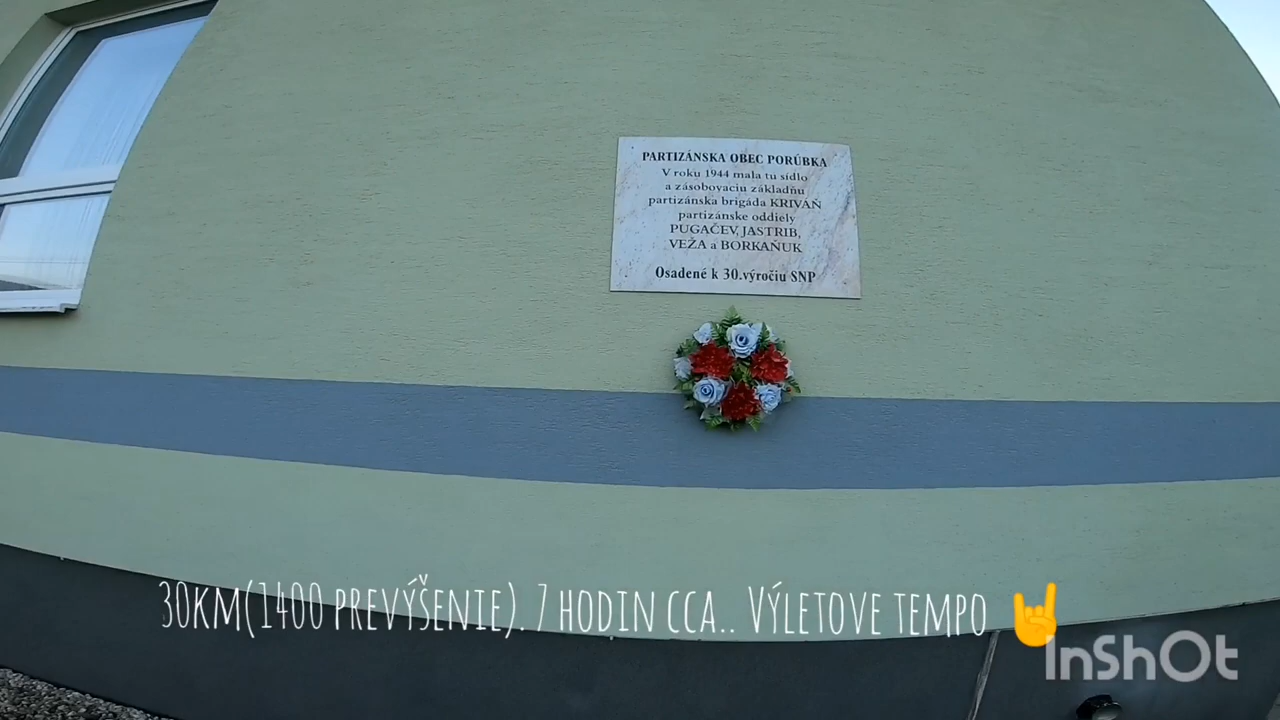 PARTIZÁNSKA OBEC PORÚBKA
V roku 1944 mala tu sídlo
a zásobovaciu základňu
partizánska brigáda KRIVÁŇ
partizánske oddiely
PUGAČEV, JASTRIB,
VEŽA a BORKAŇUK
Osadené k 30.výročiu SNP
30km(1400 prevýšenie). 7 hodin cca.. Výletove tempo 🤘
InShOt